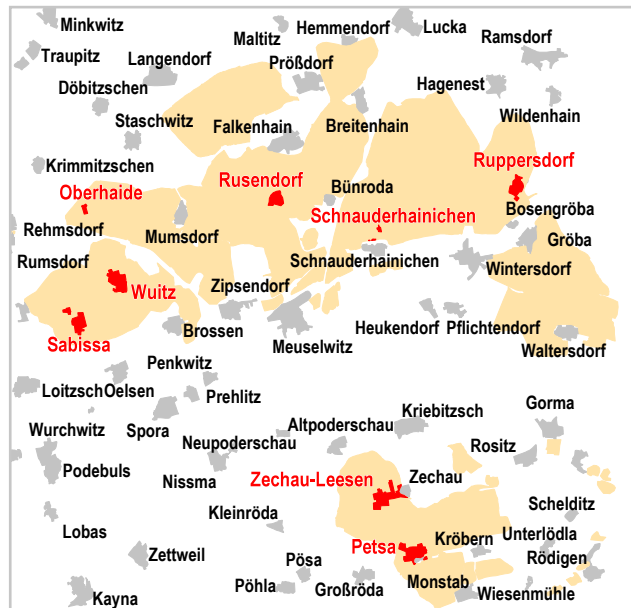 Minkwitz
Maltitz
Hemmendorf
Lucka
Ramsdorf
Traupitz
Langendorf
Prößdorf
Hagenest
Döbitzschen
Staschwitz
Falkenhain
Breitenhain
Wildenhain
Krimmitzschen
Oberhaide
Rusendorf
Bünroda
Ruppersdorf
Schnauderhainichen
Bosengröba
Rehmsdorf
Mumsdorf
Gröba
Rumsdorf
Schnauderhainichen
Wintersdorf
Wuitz
Zipsendorf
Sabissa
Brossen
Meuselwitz
Heukendorf
Pflichtendorf
Waltersdorf
Penkwitz
Loitzsch
Oelsen
Prehlitz
Wurchwitz
Spora
Altpoderschau
Kriebitzsch
Gorma
Neupoderschau
Rositz
Podebuls
Nissma
Zechau-Leesen
Zechau
Schelditz
Lobas
Kleinröda
Petsa
Kröbern
Unterlödla
Zettweil
Pösa
Rödigen
Kayna
Pöhla
Großröda
Monstab
Wiesenmühle